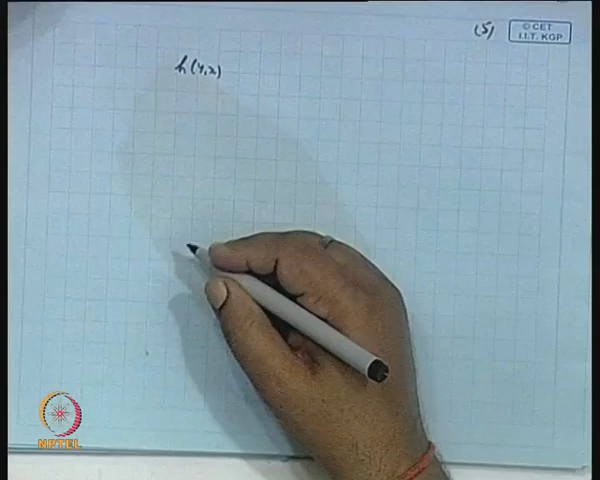 (5)
© CET
I.I.T. KGP
h(y,z)
NPTEL